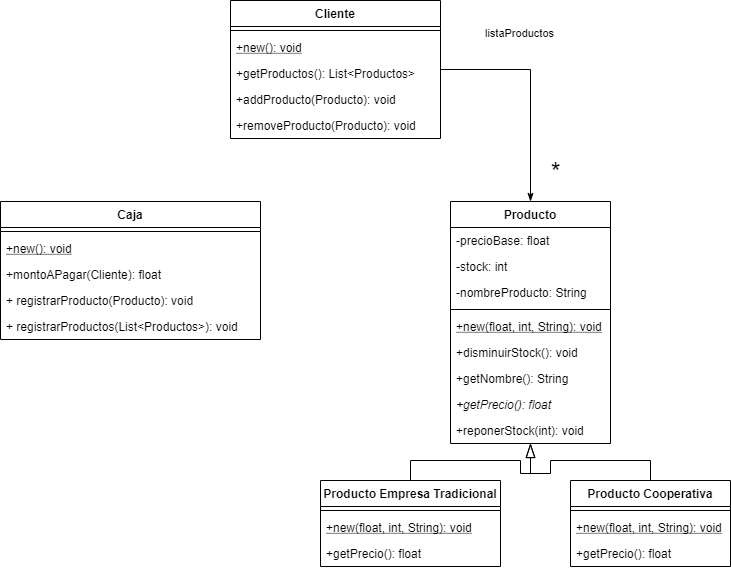 Cliente
+new(): void
+getProductos(): List<Productos>
+addProducto(Producto): void
+removeProducto(Producto): void
listaProductos
*
Caja
+new(): void
+montoAPagar(Cliente): float
+ registrarProducto(Producto): void
+ registrarProductos(List<Productos>): void
Producto
-precioBase: float
-stock: int
-nombreProducto: String
+new(float, int, String): void
+disminuirStock(): void
+getNombre(): String
+getPrecio(): float
+reponerStock(int): void
Producto Empresa Tradicional
+new(float, int, String): void
+getPrecio(): float
Producto Cooperativa
+new(float, int, String): void
+getPrecio(): float